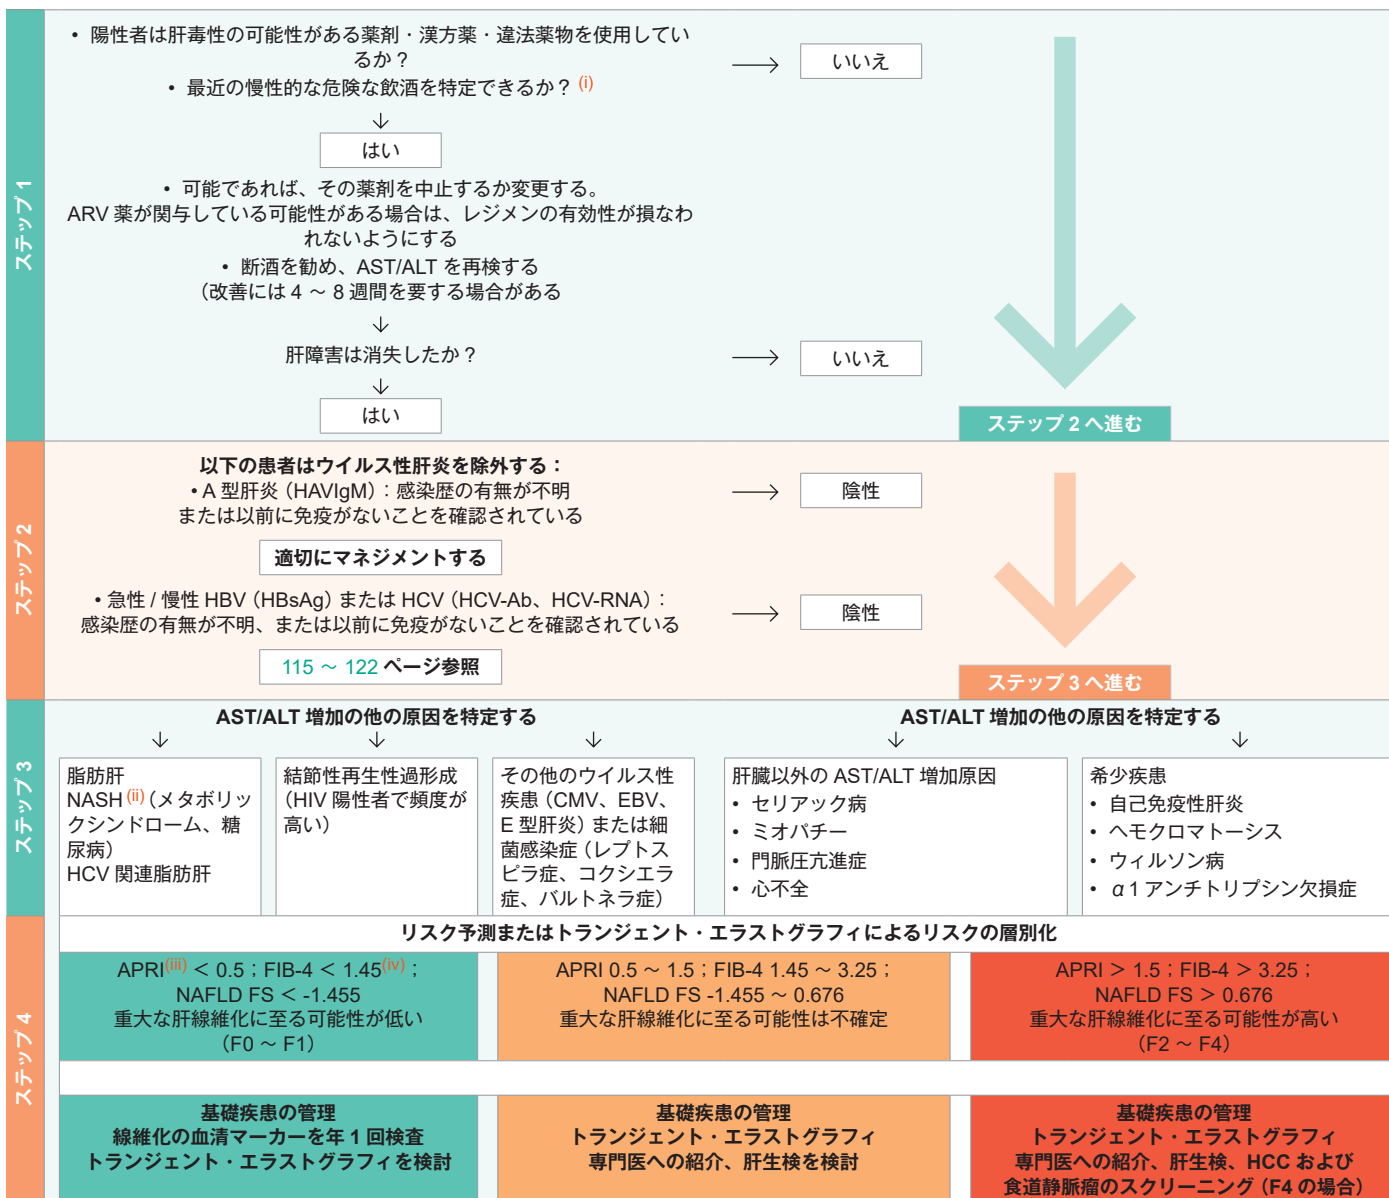 ステップ 1
• 陽性者は肝毒性の可能性がある薬剤・漢方薬・違法薬物を使用してい
るか？
• 最近の慢性的な危険な飲酒を特定できるか？ (i)
いいえ
はい
• 可能であれば、その薬剤を中止するか変更する。
ARV 薬が関与している可能性がある場合は、レジメンの有効性が損なわ
れないようにする
• 断酒を勧め、AST/ALT を再検する
（改善には 4 ～ 8 週間を要する場合がある
肝障害は消失したか？
いいえ
はい
ステップ 2 へ進む
ステップ 2
以下の患者はウイルス性肝炎を除外する：
• A 型肝炎（HAVIgM）：感染歴の有無が不明
または以前に免疫がないことを確認されている
陰性
適切にマネジメントする
• 急性 / 慢性 HBV（HBsAg）または HCV（HCV-Ab、HCV-RNA）：
感染歴の有無が不明、または以前に免疫がないことを確認されている
陰性
115 ～ 122 ページ参照
ステップ 3 へ進む
ステップ 3
AST/ALT 増加の他の原因を特定する
脂肪肝
NASH (ii)（メタボリッ
クシンドローム、糖
尿病）
HCV 関連脂肪肝
結節性再生性過形成
（HIV 陽性者で頻度が
高い）
その他のウイルス性
疾患（CMV、EBV、
E 型肝炎）または細
菌感染症（レプトス
ピラ症、コクシエラ
症、バルトネラ症）
AST/ALT 増加の他の原因を特定する
肝臓以外の AST/ALT 増加原因
• セリアック病
• ミオパチー
• 門脈圧亢進症
• 心不全
希少疾患
• 自己免疫性肝炎
• ヘモクロマトーシス
• ウィルソン病
• α1 アンチトリプシン欠損症
ステップ 4
リスク予測またはトランジェント・エラストグラフィによるリスクの層別化
APRI(iii) ＜ 0.5；FIB-4 ＜ 1.45(iv)；
NAFLD FS ＜ -1.455
重大な肝線維化に至る可能性が低い
（F0 ～ F1）
APRI 0.5 ～ 1.5；FIB-4 1.45 ～ 3.25；
NAFLD FS -1.455 ～ 0.676
重大な肝線維化に至る可能性は不確定
APRI ＞ 1.5；FIB-4 ＞ 3.25；
NAFLD FS ＞ 0.676
重大な肝線維化に至る可能性が高い
（F2 ～ F4）
基礎疾患の管理
線維化の血清マーカーを年 1 回検査
トランジェント・エラストグラフィを検討
基礎疾患の管理
トランジェント・エラストグラフィ
専門医への紹介、肝生検を検討
基礎疾患の管理
トランジェント・エラストグラフィ
専門医への紹介、肝生検、HCC および
食道静脈瘤のスクリーニング（F4 の場合）